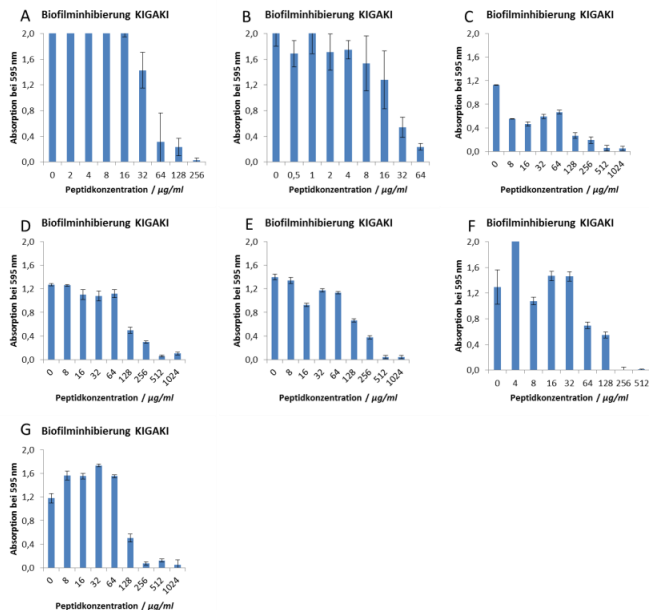 A Biofilminhibierung KIGAKI
Absorption bei 595 nm
2,0
1,6
1,2
0,8
0,4
0,0
0 2 4 8 16 32 64 128 256
Peptidkonzentration / µg/ml
B Biofilminhibierung KIGAKI
Absorption bei 595 nm
2,0
1,6
1,2
0,8
0,4
0,0
0 0,5 1 2 4 8 16 32 64
Peptidkonzentration / µg/ml
C Biofilminhibierung KIGAKI
Absorption bei 595 nm
2,0
1,6
1,2
0,8
0,4
0,0
0 8 16 32 64 128 256 512 1024
Peptidkonzentration / µg/ml
D Biofilminhibierung KIGAKI
Absorption bei 595 nm
2,0
1,6
1,2
0,8
0,4
0,0
0 8 16 32 64 128 256 512 1024
Peptidkonzentration / µg/ml
E Biofilminhibierung KIGAKI
Absorption bei 595 nm
2,0
1,6
1,2
0,8
0,4
0,0
0 8 16 32 64 128 256 512 1024
Peptidkonzentration / µg/ml
F Biofilminhibierung KIGAKI
Absorption bei 595 nm
2,0
1,6
1,2
0,8
0,4
0,0
0 4 8 16 32 64 128 256 512
Peptidkonzentration / µg/ml
G Biofilminhibierung KIGAKI
Absorption bei 595 nm
2,0
1,6
1,2
0,8
0,4
0,0
0 8 16 32 64 128 256 512 1024
Peptidkonzentration / µg/ml